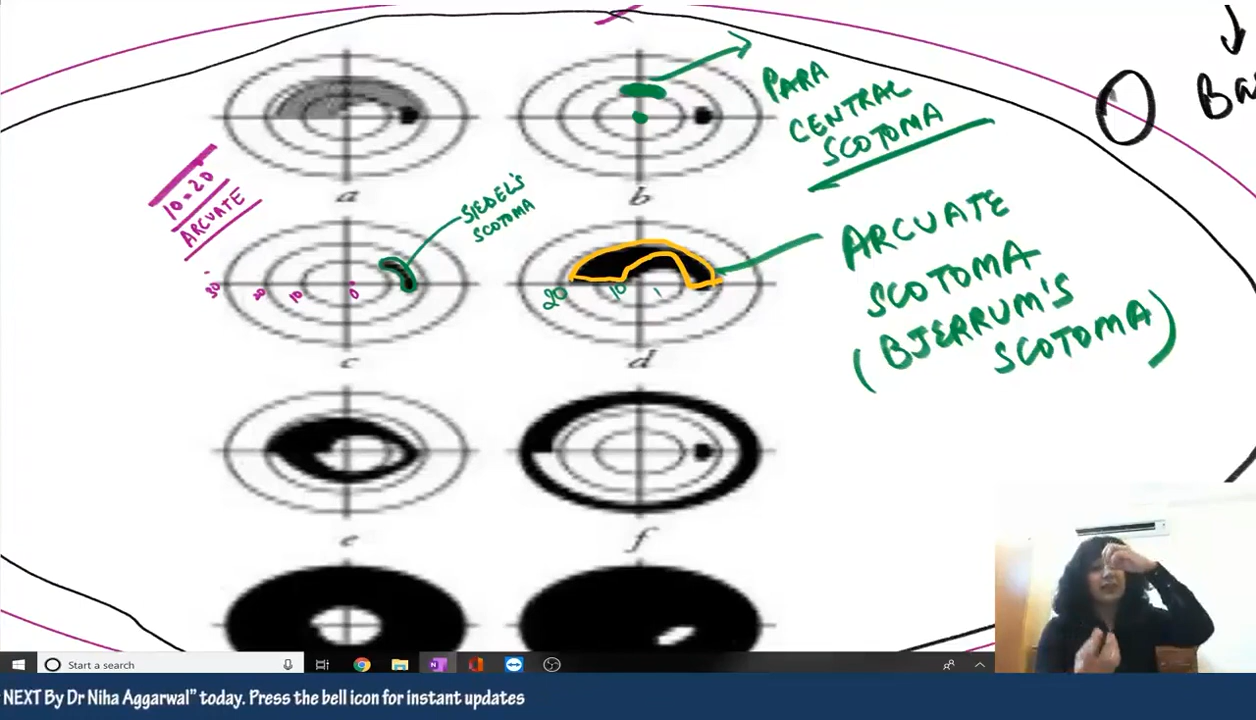 a
b
PARA
CENTRAL
SCOTOMA
10-20
ARCUATE
SIEDEL'S
SCOTOMA
30°
20
10
0°
c
20
10
d
ARCUATE
SCOTOMA
(BJERRUM'S
SCOTOMA)
e
f
Start a search
NEXT By Dr Niha Aggarwal" today. Press the bell icon for instant updates